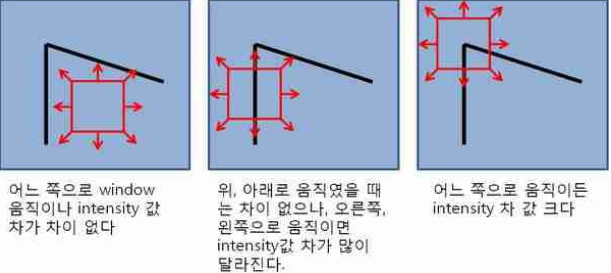 어느 쪽으로 window
움직이나 intensity 값
차가 차이 없다
위, 아래로 움직였을 때
는 차이 없으나, 오른쪽,
왼쪽으로 움직이면
intensity값 차가 많이
달라진다.
어느 쪽으로 움직이든
intensity 차 값 크다